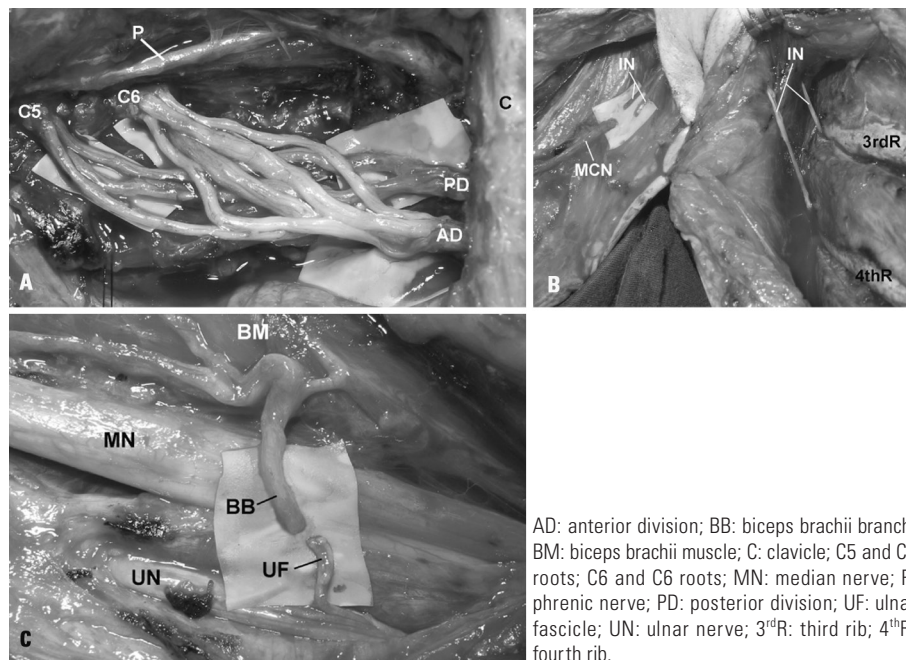 P
C5
C6
C
PD
AD
A
IN
IN
MCN
3rdR
4thR
B
BM
MN
BB
UF
UN
C
AD: anterior division; BB: biceps brachii branch
BM: biceps brachii muscle; C: clavicle; C5 and C
roots; C6 and C6 roots; MN: median nerve; P
phrenic nerve; PD: posterior division; UF: ulna
fascicle; UN: ulnar nerve; 3rdR: third rib; 4thR
fourth rib.